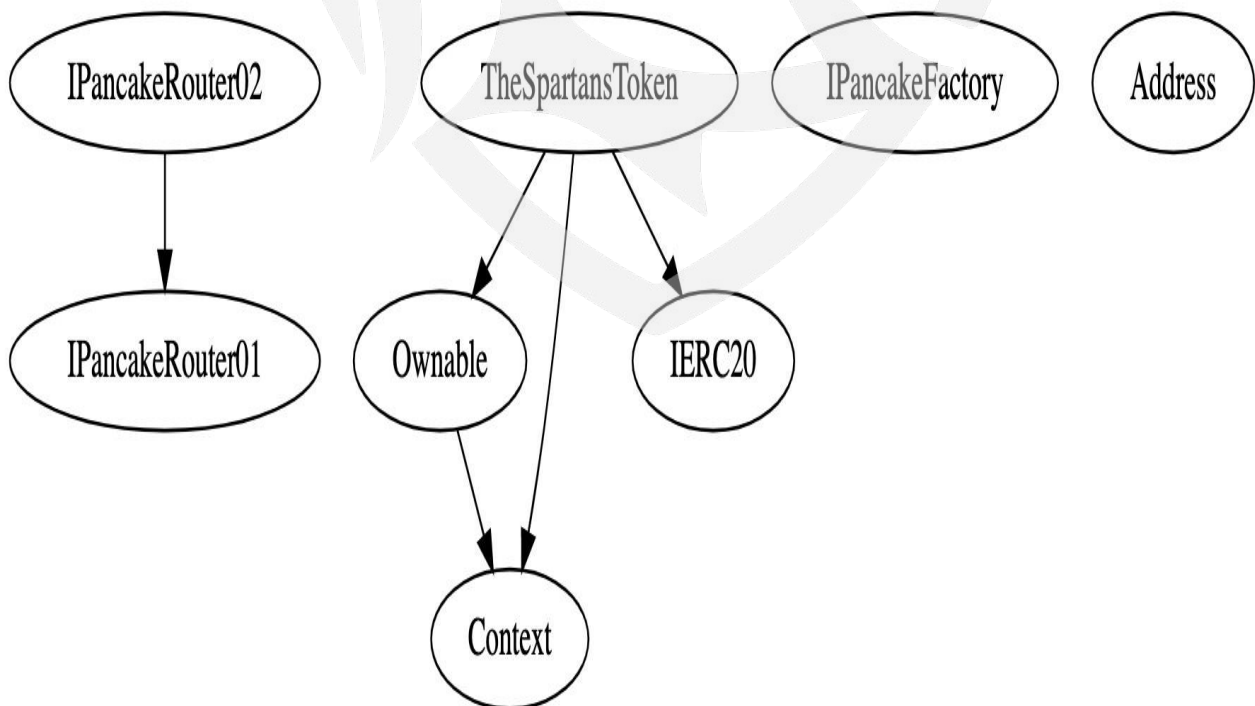 IPancakeRouter02
TheSpartansToken
IPancakeFactory
Address
IPancakeRouter01
Ownable
IERC20
Context